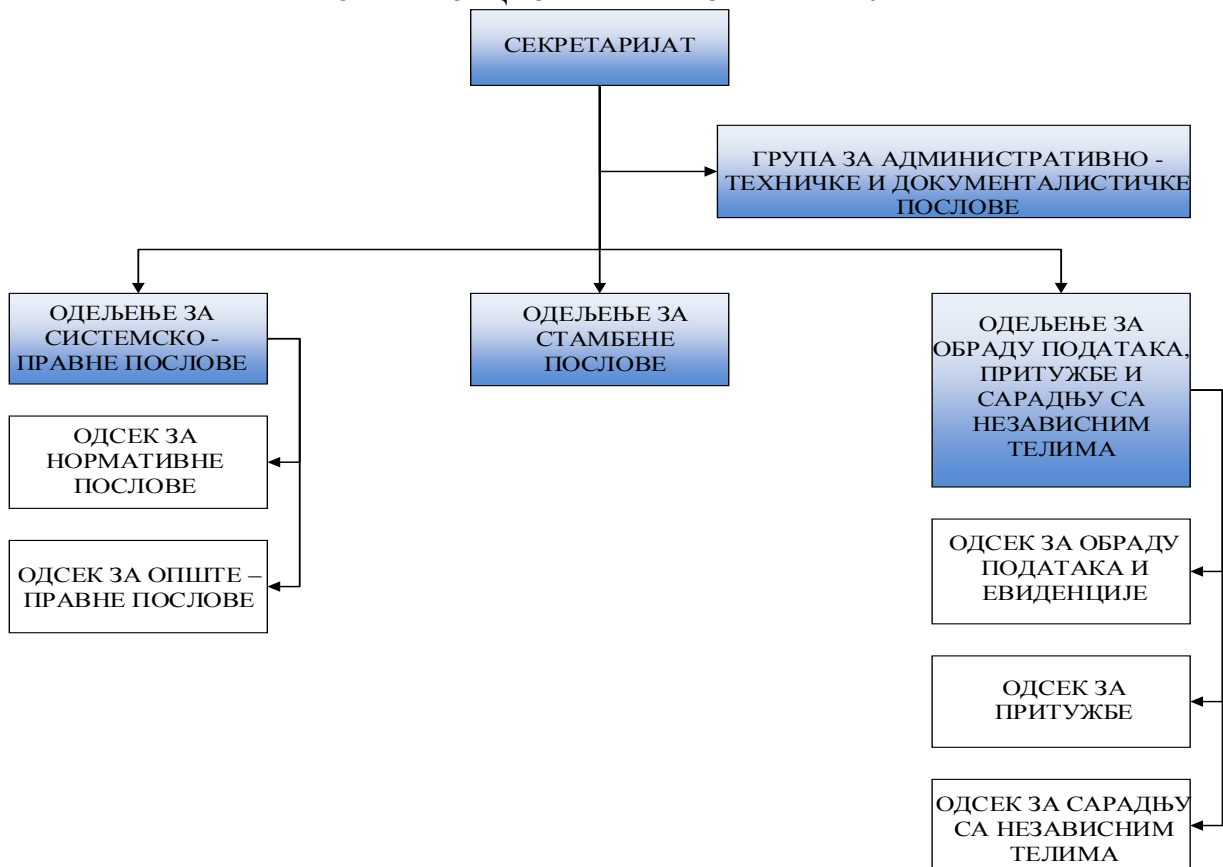 СЕКРЕТАРИЈАТ
ГРУПА ЗА АДМИНИСТРАТИВНО -
ТЕХНИЧКЕ И ДОКУМЕНТАЛИСТИЧКЕ
ПОСЛОВЕ
ОДЕЉЕЊЕ ЗА
СИСТЕМСКО -
ПРАВНЕ ПОСЛОВЕ
ОДСЕК ЗА
НОРМАТИВНЕ
ПОСЛОВЕ
ОДСЕК ЗА ОПШТЕ –
ПРАВНЕ ПОСЛОВЕ
ОДЕЉЕЊЕ ЗА
СТАМБЕНЕ
ПОСЛОВЕ
ОДЕЉЕЊЕ ЗА
ОБРАДУ ПОДАТАКА,
ПРИТУЖБЕ И
САРАДЊУ СА
НЕЗАВИСНИМ
ТЕЛИМА
ОДСЕК ЗА ОБРАДУ
ПОДАТАКА И
ЕВИДЕНЦИЈЕ
ОДСЕК ЗА
ПРИТУЖБЕ
ОДСЕК ЗА САРАДЊУ
СА НЕЗАВИСНИМ
ТЕЛИМА